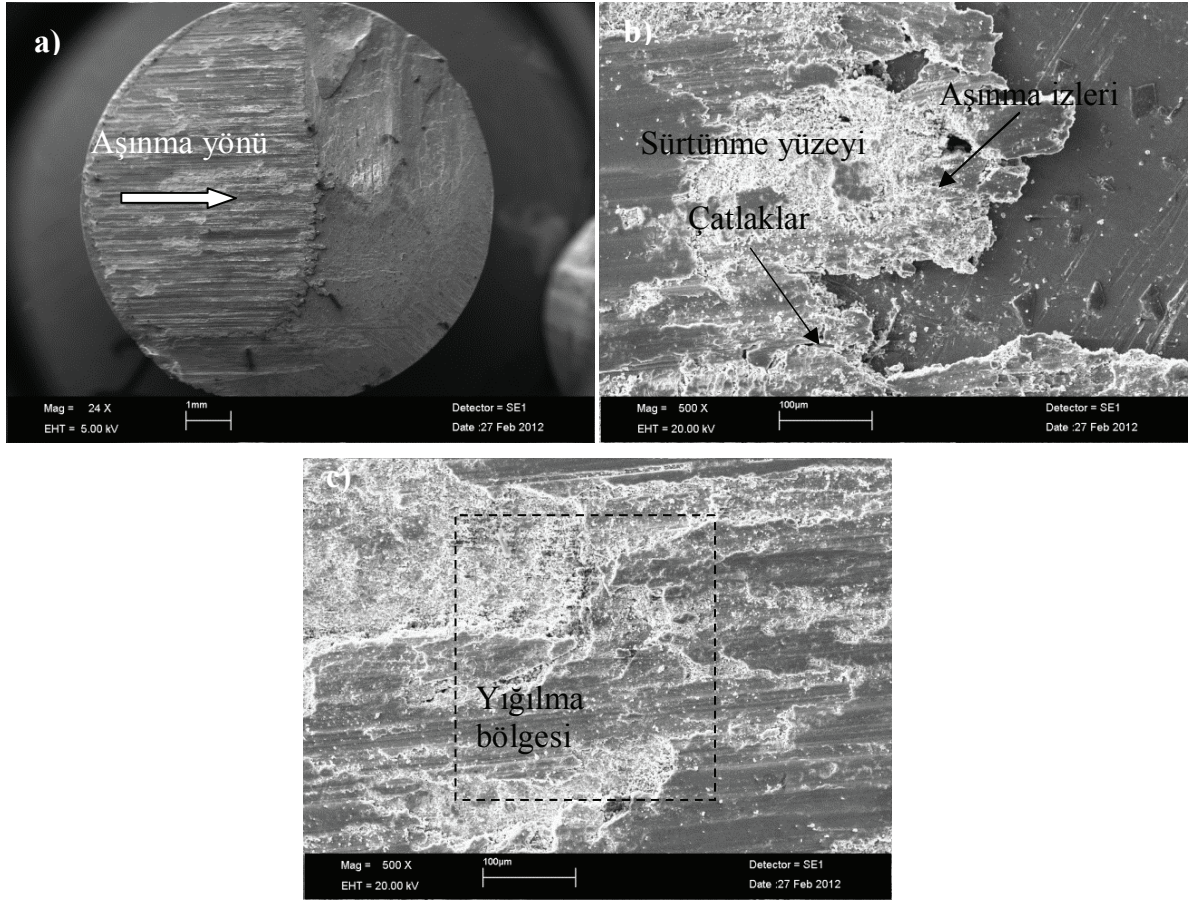 a)
Aşınma yönü
Mag = 24 X
EHT = 5.00 kV
1mm
Detector = SE1
Date :27 Feb 2012
b)
Aşınma izleri
Sürtünme yüzeyi
Çatlaklar
Mag = 500 X
EHT = 20.00 kV
100µm
Detector = SE1
Date :27 Feb 2012
c)
Yığılma
bölgesi
Mag = 500 X
EHT = 20.00 kV
100µm
Detector = SE1
Date :27 Feb 2012